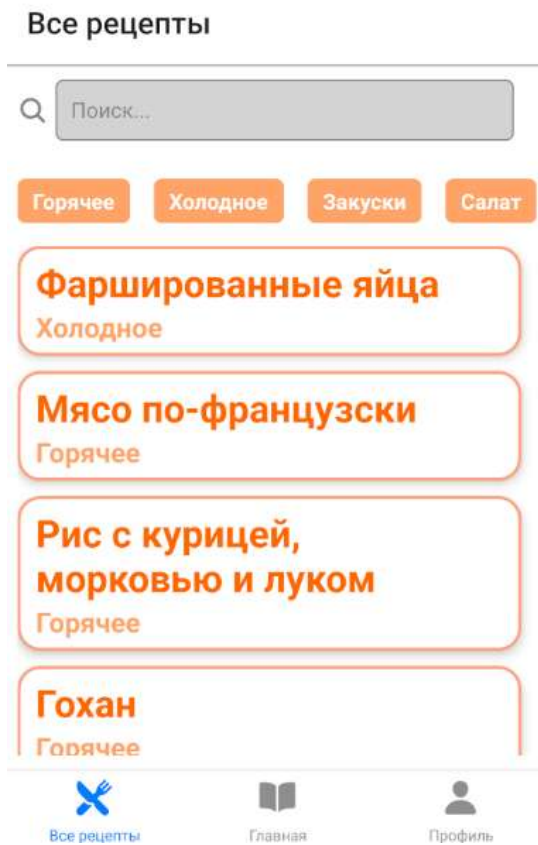 Все рецепты
Поиск...
Горячее Холодное Закуски Салат
Фаршированные яйца
Холодное
Мясо по-французски
Горячее
Рис с курицей,
морковью и луком
Горячее
Гохан
Горячее
Все рецепты Главная Профиль